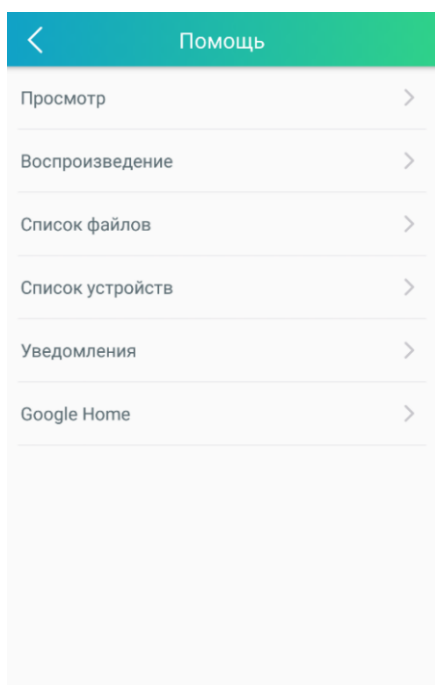 Помощь
Просмотр
Воспроизведение
Список файлов
Список устройств
Уведомления
Google Home